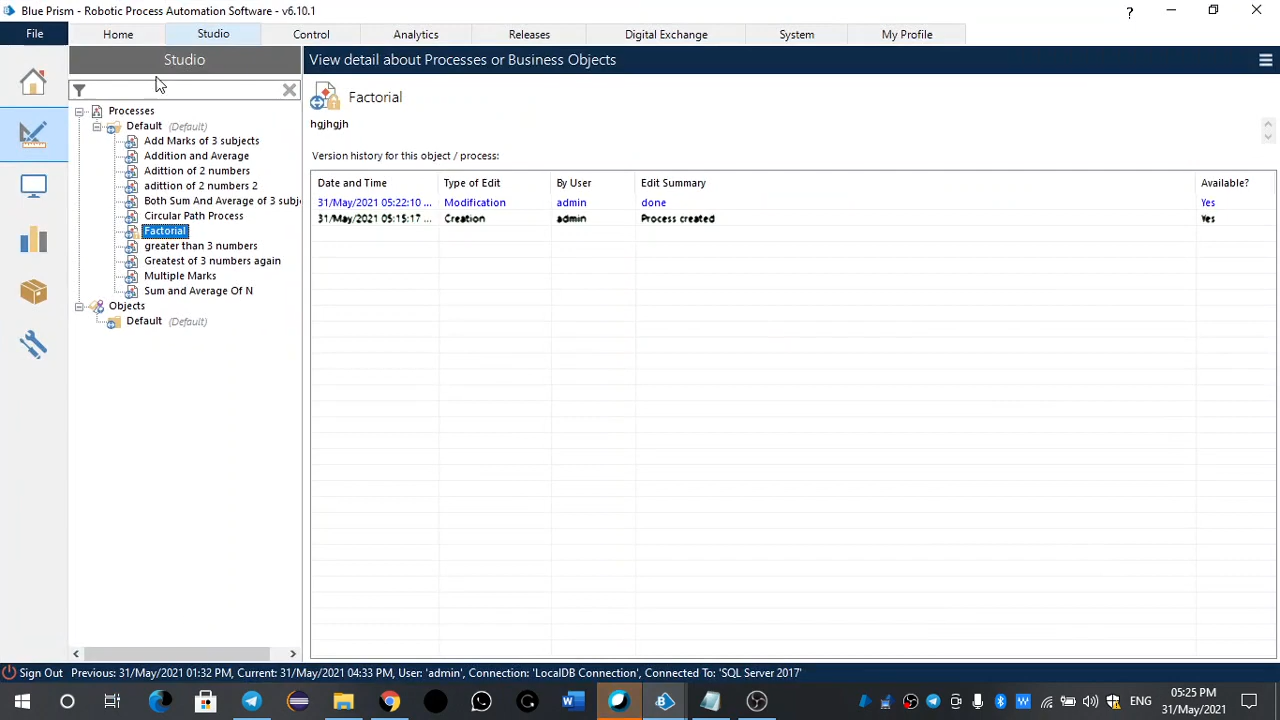 Blue Prism - Robotic Process Automation Software - v6.10.1
?
File Home Studio Control Analytics Releases Digital Exchange System My Profile
Studio
View detail about Processes or Business Objects
Processes
Default (Default)
Add Marks of 3 subjects
Addition and Average
Adittion of 2 numbers
adittion of 2 numbers 2
Both Sum And Average of 3 subj
Circular Path Process
Factorial
greater than 3 numbers
Greatest of 3 numbers again
Multiple Marks
Sum and Average Of N
Objects
Default (Default)
Factorial
hgjhgjh
Version history for this object / process:
Date and Time Type of Edit By User Edit Summary Available?
31/May/2021 05:22:10 ... Modification admin done Yes
31/May/2021 05:15:17 ... Creation admin Process created Yes
Sign Out Previous: 31/May/2021 01:32 PM, Current: 31/May/2021 04:33 PM, User: 'admin', Connection: 'LocalDB Connection', Connected To: 'SQL Server 2017'
ENG
05:25 PM
31/May/2021